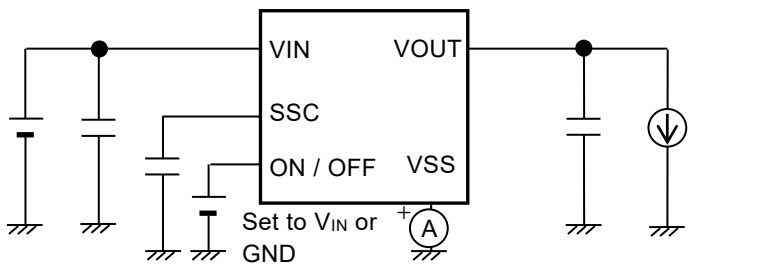 VIN
VOUT
SSC
ON / OFF
VSS
Set to VIN or
GND
+
A